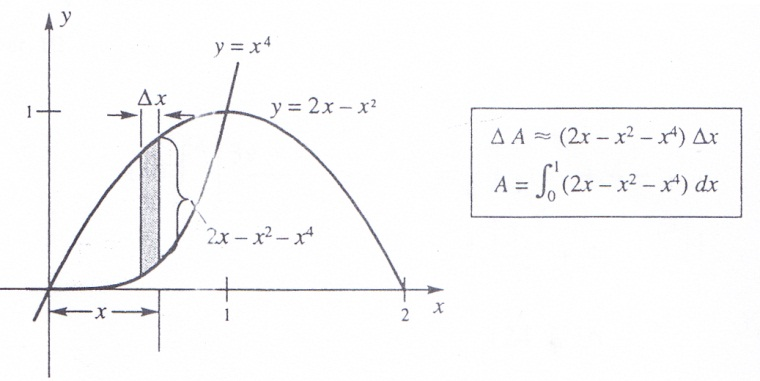 y
y = x⁴
Δx
1
y = 2x – x²
Δ A ≈ (2x – x² – x⁴) Δx
A = ∫₀¹ (2x – x² – x⁴) dx
2x – x² – x⁴
x
1
2
x